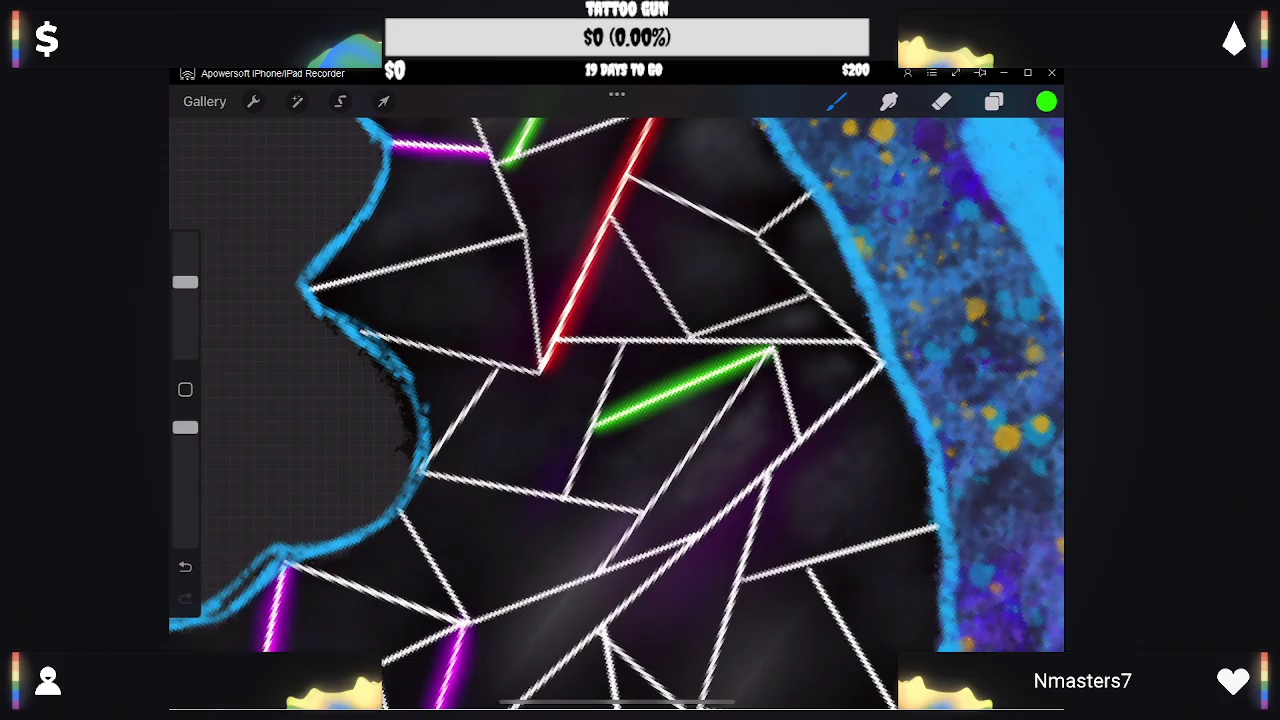 TATTOO GUN
$ $0 (0.00%)
$0 19 DAYS TO GO $200
Apowersoft iPhone/iPad Recorder
Gallery
Nmasters7